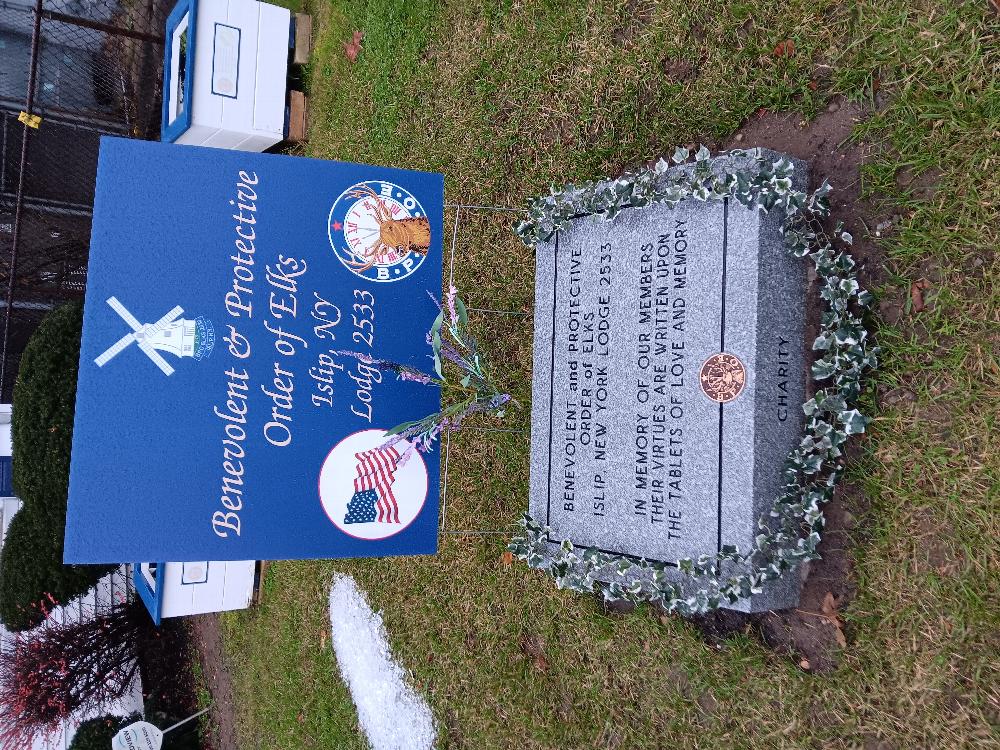 Benevolent & Protective
Order of Elks
Islip, NY
Lodge 2533
B.P.O.E.
BENEVOLENT and PROTECTIVE
ORDER of ELKS
ISLIP, NEW YORK LODGE 2533
IN MEMORY OF OUR MEMBERS
THEIR VIRTUES ARE WRITTEN UPON
THE TABLETS OF LOVE AND MEMORY
CHARITY